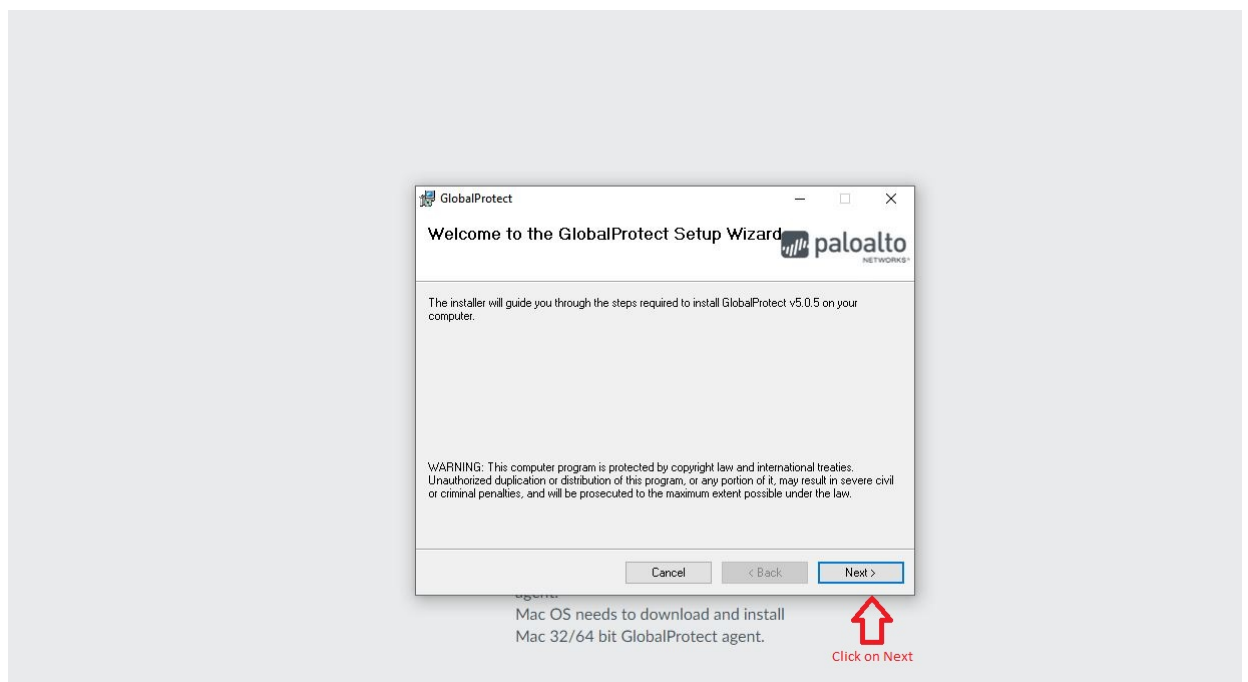 GlobalProtect
Welcome to the GlobalProtect Setup Wizard
paloalto
NETWORKS
The installer will guide you through the steps required to install GlobalProtect v5.0.5 on your
computer.
WARNING: This computer program is protected by copyright law and international treaties.
Unauthorized duplication or distribution of this program, or any portion of it, may result in severe civil
or criminal penalties, and will be prosecuted to the maximum extent possible under the law.
Cancel
< Back
Next >
agent.
Mac OS needs to download and install
Mac 32/64 bit GlobalProtect agent.
Click on Next